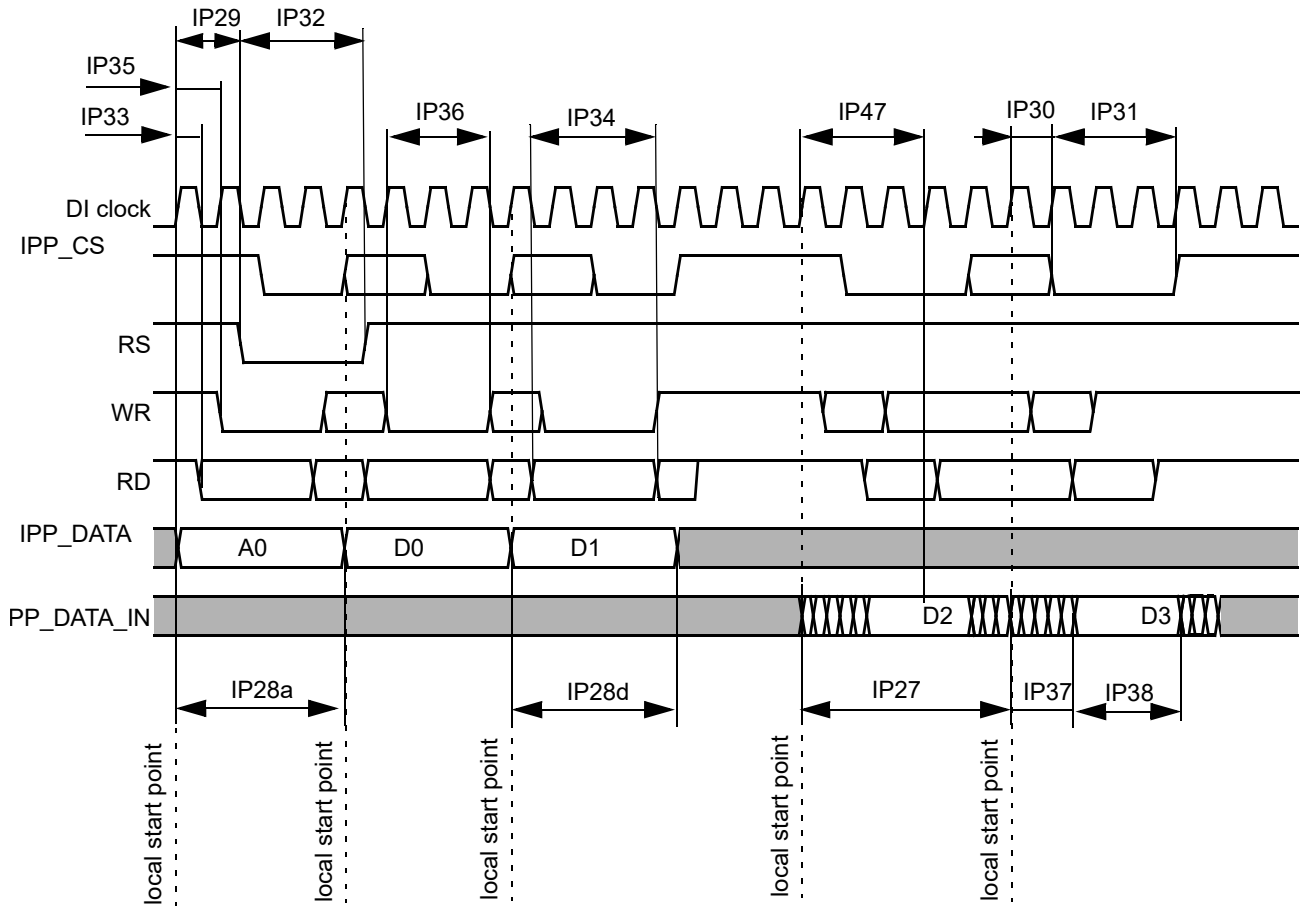 IP29 IP32
IP35
IP33
IP36 IP34 IP47 IP30 IP31
DI clock
IPP_CS
RS
WR
RD
IPP_DATA A0 D0 D1
PP_DATA_IN D2 D3
IP28a IP28d IP27 IP37 IP38
local start point
local start point
local start point
local start point
local start point